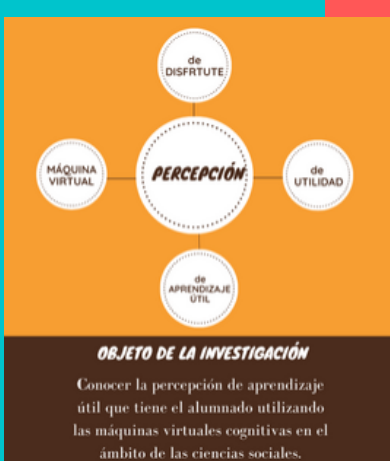 de
DISFRTUTE
MÁQUINA
VIRTUAL
PERCEPCIÓN
de
UTILIDAD
de
APRENDIZAJE
ÚTIL
OBJETO DE LA INVESTIGACIÓN
Conocer la percepción de aprendizaje
útil que tiene el alumnado utilizando
las máquinas virtuales cognitivas en el
ámbito de las ciencias sociales.